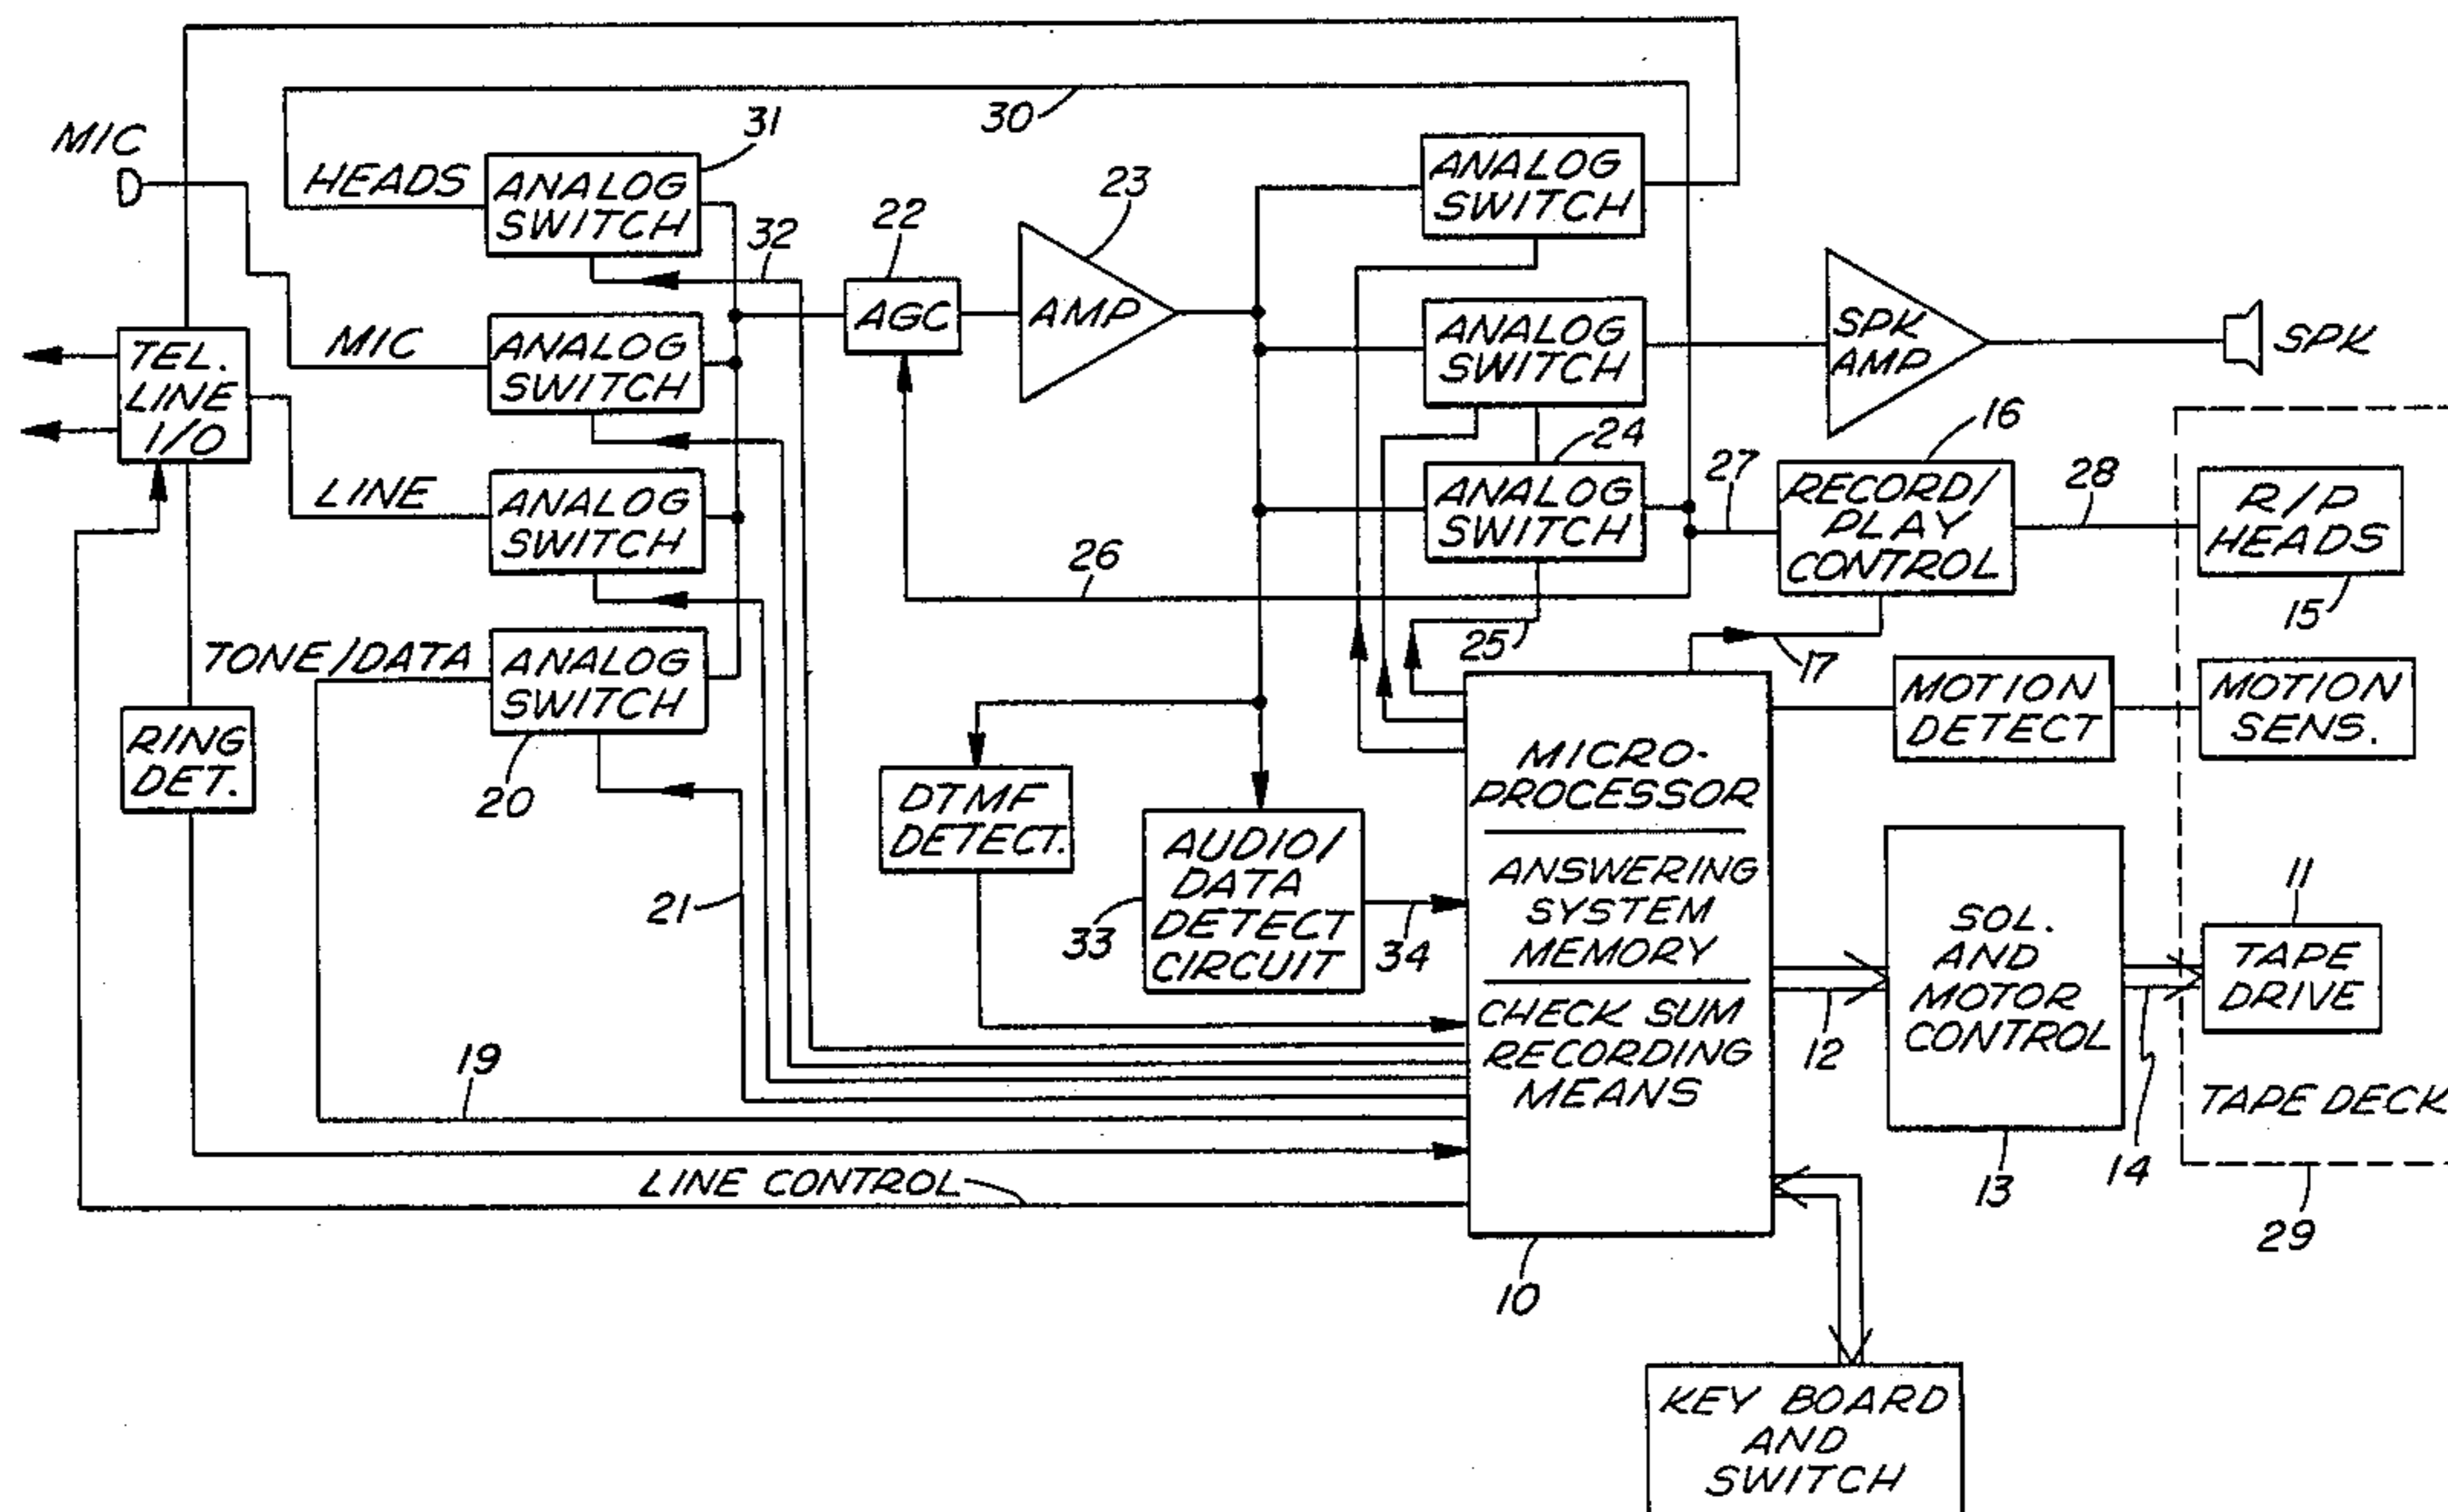 30
31
MIC
HEADS
ANALOG
SWITCH
32
22
23
ANALOG
SWITCH
TEL.
LINE
I/O
MIC
ANALOG
SWITCH
AGC
AMP
ANALOG
SWITCH
SPK
AMP
SPK
LINE
ANALOG
SWITCH
26
24
ANALOG
SWITCH
25
27
16
RECORD/
PLAY
CONTROL
17
28
R/P
HEADS
15
TONE/DATA
ANALOG
SWITCH
20
RING
DET.
21
DTMF
DETECT.
33
AUDIO/
DATA
DETECT
CIRCUIT
34
MICRO-
PROCESSOR
ANSWERING
SYSTEM
MEMORY
CHECK SUM
RECORDING
MEANS
10
MOTION
DETECT
MOTION
SENS.
12
SOL.
AND
MOTOR
CONTROL
13
14
11
TAPE
DRIVE
TAPE DECK
29
19
LINE CONTROL
KEY BOARD
AND
SWITCH